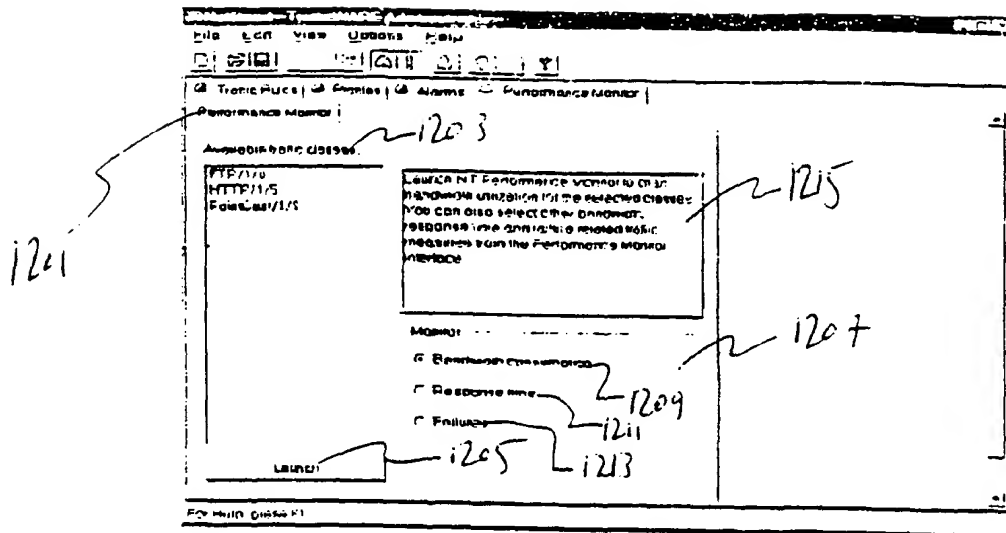 File Edit View Options Help
Traffic Rules Profiles Alarms Performance Monitor
Performance Monitor
1203
Available traffic classes:
FTP/1/0
HTTP/1/5
Launch NT Performance Monitor to chart
bandwidth utilization for the selected classes.
You can also select other bandwidth,
response time and failure related traffic
measures from the Performance Monitor
interface
1215
1201
Monitor
1207
Bandwidth consumption
1209
Response time
1211
Failures
1213
Launch
1205
For Help, press F1